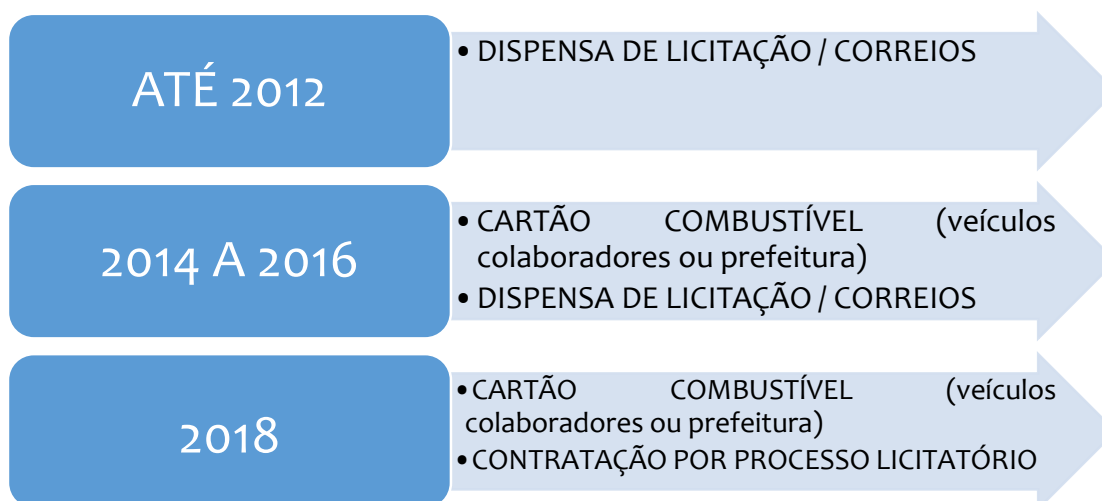 ATÉ 2012
• DISPENSA DE LICITAÇÃO / CORREIOS
2014 A 2016
• CARTÃO COMBUSTÍVEL (veículos
colaboradores ou prefeitura)
• DISPENSA DE LICITAÇÃO / CORREIOS
2018
• CARTÃO COMBUSTÍVEL (veículos
colaboradores ou prefeitura)
• CONTRATAÇÃO POR PROCESSO LICITATÓRIO